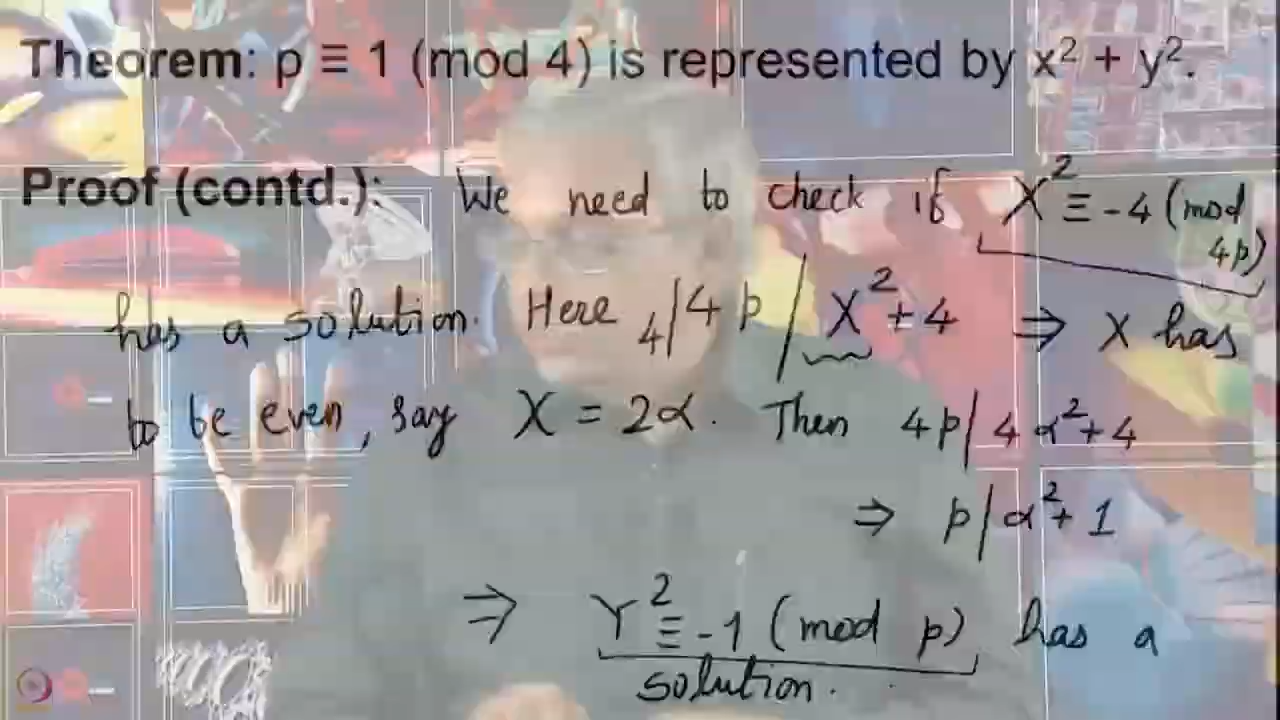 Theorem: p ≡ 1 (mod 4) is represented by x² + y².
Proof (contd.): We need to check if X² ≡ -4 (mod
4p)
has a solution. Here 4/4p / X² + 4 ⇒ X has
to be even, say X = 2α. Then 4p/4α² + 4
⇒ p/α² + 1
⇒ Y² ≡ -1 (mod p) has a
solution.